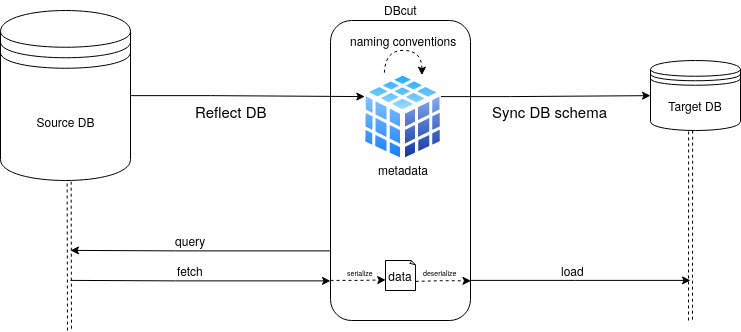 DBcut
naming conventions
Source DB
Reflect DB
Sync DB schema
Target DB
metadata
query
fetch
serialize
data
deserialize
load